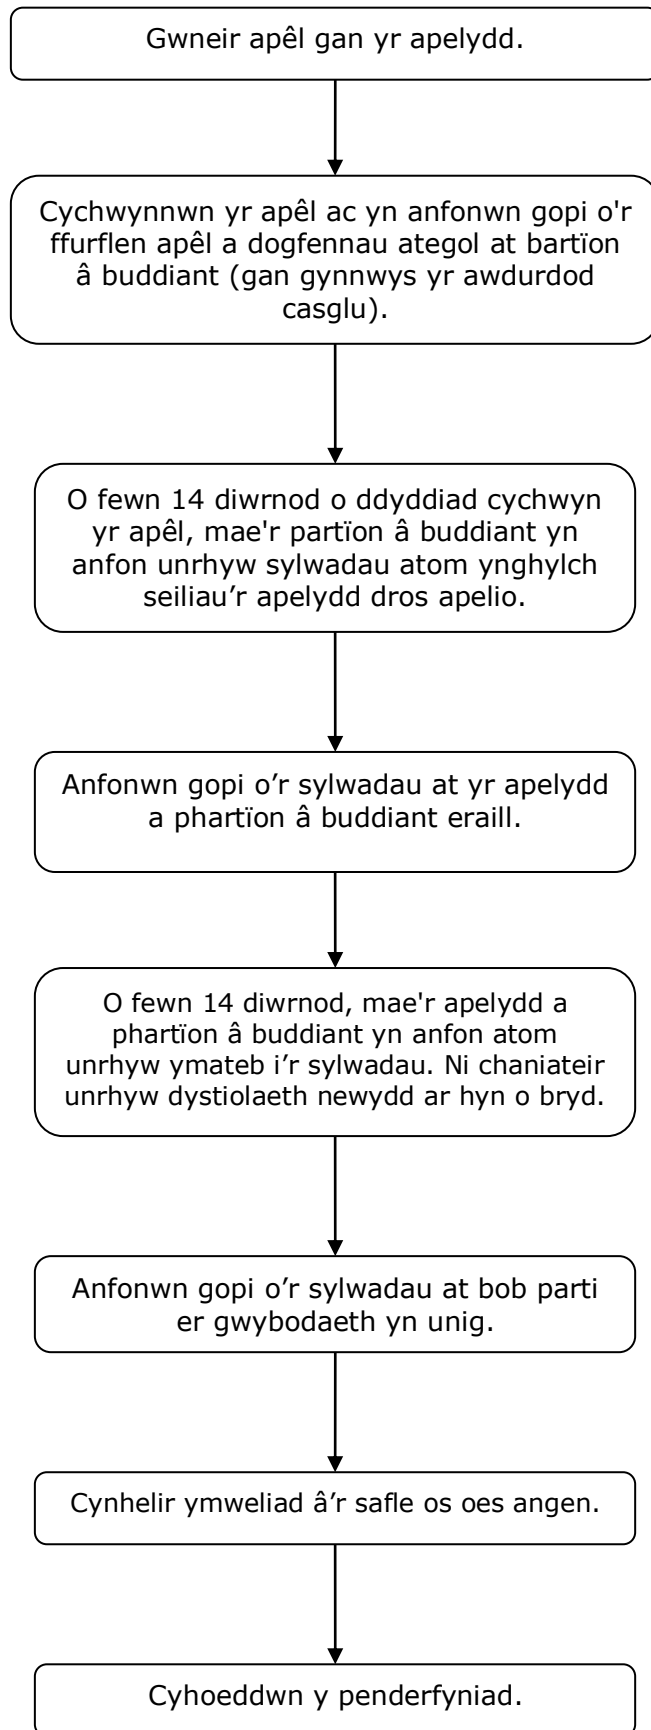 Gwneir apêl gan yr apelydd.
Cychwynnwn yr apêl ac yn anfonwn gopi o'r
ffurflen apêl a dogfennau ategol at bartïon
â buddiant (gan gynnwys yr awdurdod
casglu).
O fewn 14 diwrnod o ddyddiad cychwyn
yr apêl, mae'r partïon â buddiant yn
anfon unrhyw sylwadau atom ynghylch
seiliau’r apelydd dros apelio.
Anfonwn gopi o’r sylwadau at yr apelydd
a phartïon â buddiant eraill.
O fewn 14 diwrnod, mae'r apelydd a
phartïon â buddiant yn anfon atom
unrhyw ymateb i’r sylwadau. Ni chaniateir
unrhyw dystiolaeth newydd ar hyn o bryd.
Anfonwn gopi o’r sylwadau at bob parti
er gwybodaeth yn unig.
Cynhelir ymweliad â’r safle os oes angen.
Cyhoeddwn y penderfyniad.